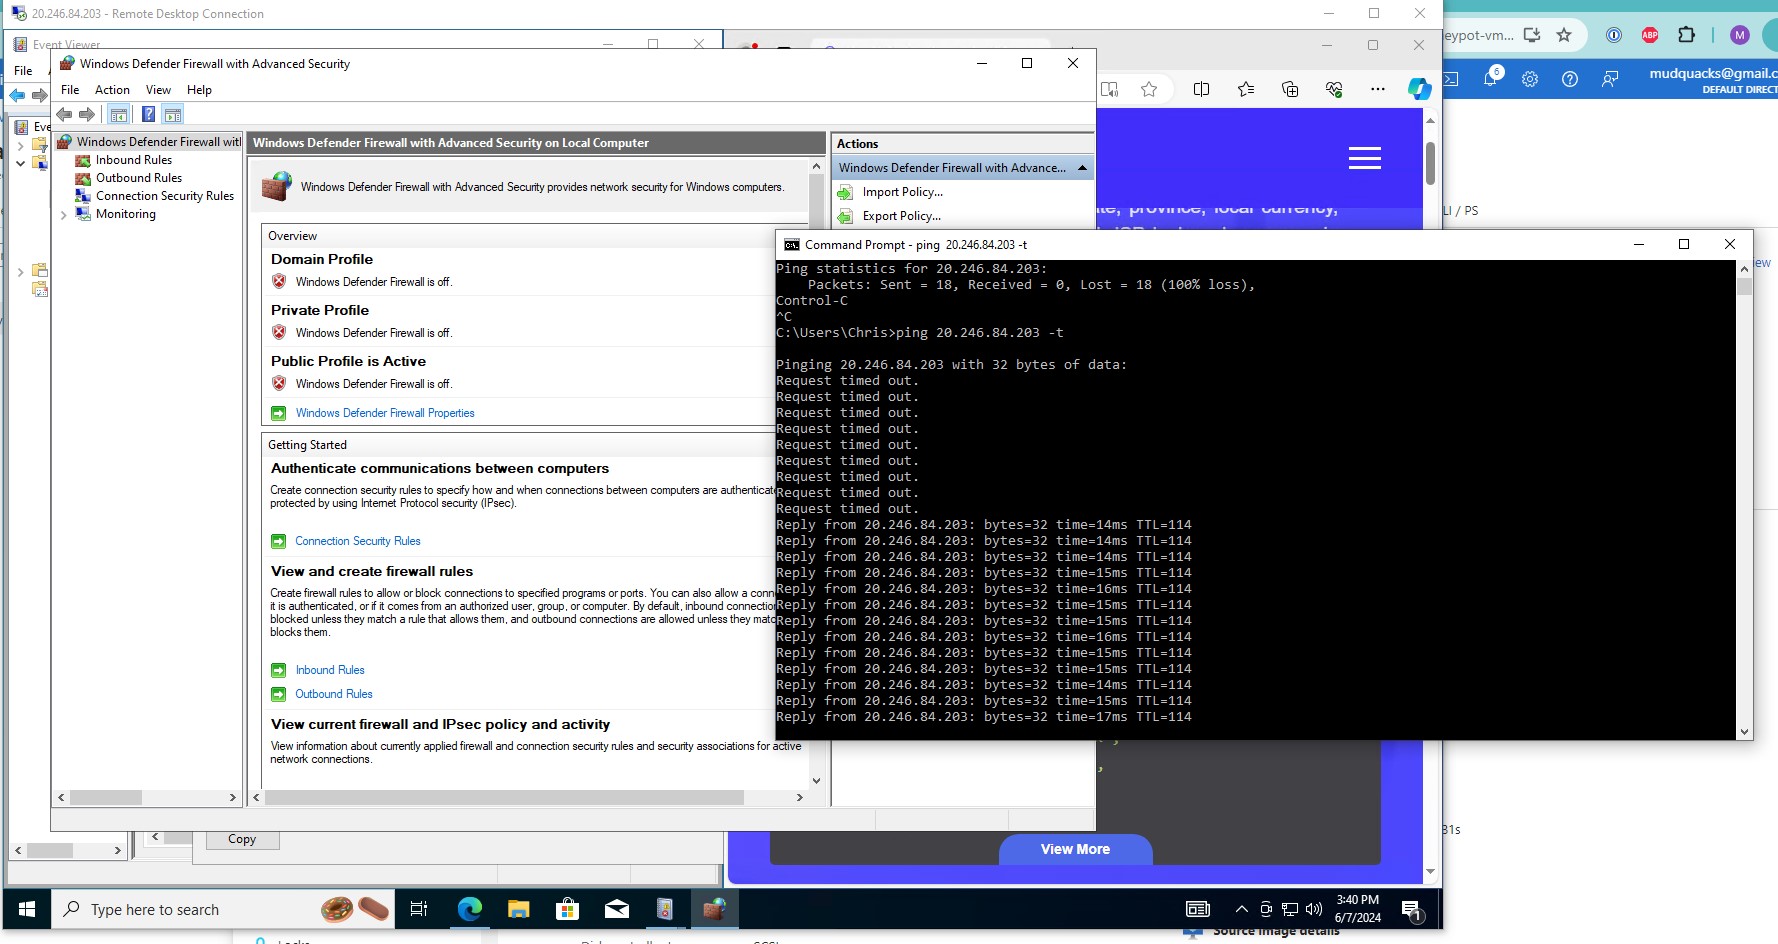 20.246.84.203 - Remote Desktop Connection
Event Viewer
File
Windows Defender Firewall with Advanced Security
File Action View Help
Windows Defender Firewall wit
Inbound Rules
Outbound Rules
Connection Security Rules
Monitoring
Windows Defender Firewall with Advanced Security on Local Computer
Windows Defender Firewall with Advanced Security provides network security for Windows computers.
Overview
Domain Profile
Windows Defender Firewall is off.
Private Profile
Windows Defender Firewall is off.
Public Profile is Active
Windows Defender Firewall is off.
Windows Defender Firewall Properties
Getting Started
Authenticate communications between computers
Create connection security rules to specify how and when connections between computers are authenticat
protected by using Internet Protocol security (IPsec).
Connection Security Rules
View and create firewall rules
Create firewall rules to allow or block connections to specified programs or ports. You can also allow a conn
it is authenticated, or if it comes from an authorized user, group, or computer. By default, inbound connection
blocked unless they match a rule that allows them, and outbound connections are allowed unless they matc
blocks them.
Inbound Rules
Outbound Rules
View current firewall and IPsec policy and activity
View information about currently applied firewall and connection security rules and security associations for active
network connections.
Actions
Windows Defender Firewall with Advance...
Import Policy...
Export Policy...
Command Prompt - ping 20.246.84.203 -t
Ping statistics for 20.246.84.203:
Packets: Sent = 18, Received = 0, Lost = 18 (100% loss),
Control-C
^C
C:\Users\Chris>ping 20.246.84.203 -t
Pinging 20.246.84.203 with 32 bytes of data:
Request timed out.
Request timed out.
Request timed out.
Request timed out.
Request timed out.
Request timed out.
Request timed out.
Request timed out.
Request timed out.
Reply from 20.246.84.203: bytes=32 time=14ms TTL=114
Reply from 20.246.84.203: bytes=32 time=14ms TTL=114
Reply from 20.246.84.203: bytes=32 time=14ms TTL=114
Reply from 20.246.84.203: bytes=32 time=15ms TTL=114
Reply from 20.246.84.203: bytes=32 time=16ms TTL=114
Reply from 20.246.84.203: bytes=32 time=15ms TTL=114
Reply from 20.246.84.203: bytes=32 time=15ms TTL=114
Reply from 20.246.84.203: bytes=32 time=16ms TTL=114
Reply from 20.246.84.203: bytes=32 time=15ms TTL=114
Reply from 20.246.84.203: bytes=32 time=15ms TTL=114
Reply from 20.246.84.203: bytes=32 time=14ms TTL=114
Reply from 20.246.84.203: bytes=32 time=15ms TTL=114
Reply from 20.246.84.203: bytes=32 time=17ms TTL=114
eypot-vm...
ABP
M
6
mudquacks@gmail.c
DEFAULT DIRECT
province, local currency,
LI / PS
ew
Copy
View More
31s
Type here to search
3:40 PM
6/7/2024
1
Source image details